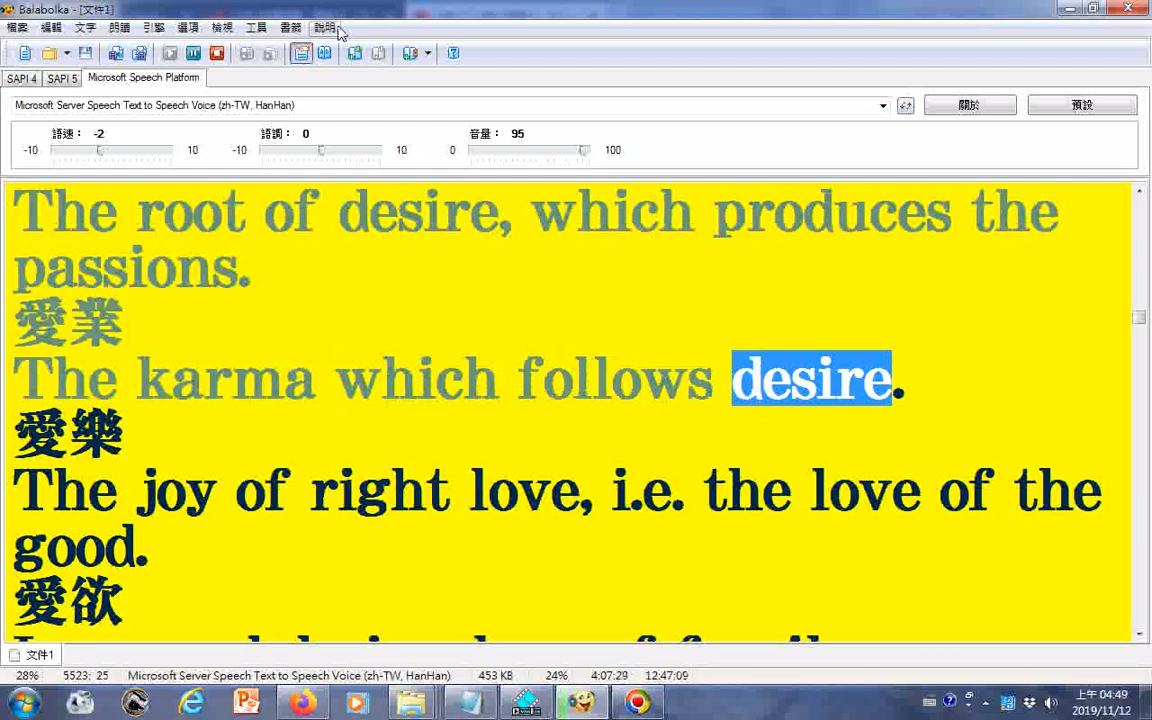 Balabolka - [文件1]
檔案 編輯 文字 朗讀 引擎 選項 檢視 工具 書籤 說明
SAPI 4 SAPI 5 Microsoft Speech Platform
Microsoft Server Speech Text to Speech Voice (zh-TW, HanHan) 關於 預設
語速： -2 語調： 0 音量： 95
-10 10 -10 10 0 100
The root of desire, which produces the
passions.
愛業
The karma which follows desire.
愛樂
The joy of right love, i.e. the love of the
good.
愛欲
文件1
28% 5523: 25 Microsoft Server Speech Text to Speech Voice (zh-TW, HanHan) 453 KB 24% 4:07:29 12:47:09
上午 04:49
2019/11/12